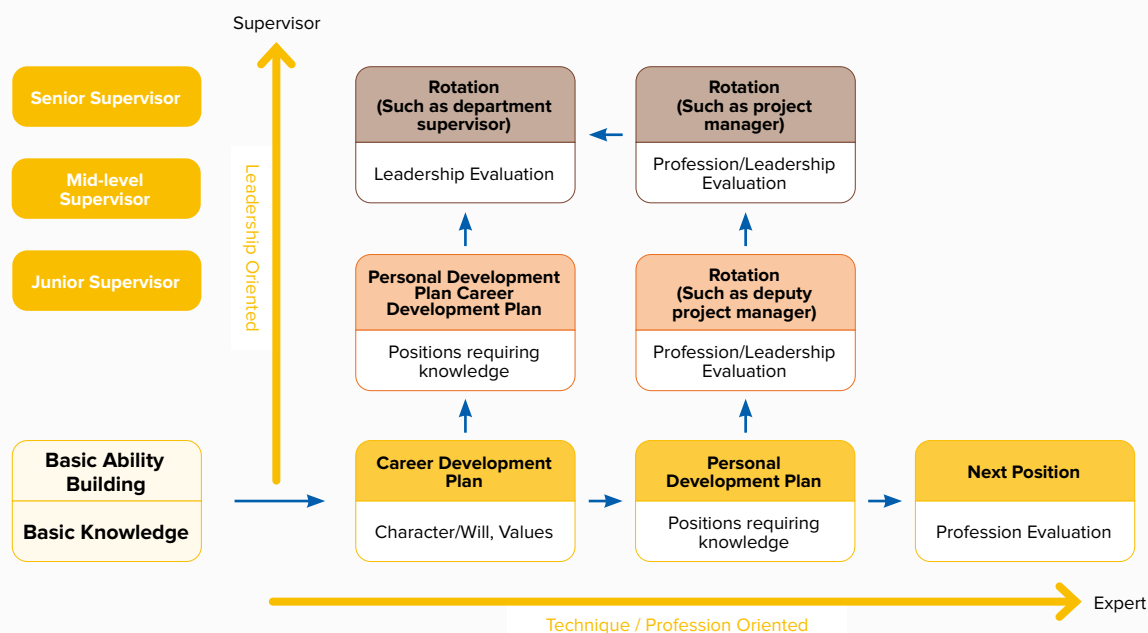 Supervisor
Senior Supervisor
Mid-level
Supervisor
Junior Supervisor
Leadership Oriented
Rotation
(Such as department
supervisor)
Leadership Evaluation
Rotation
(Such as project
manager)
Profession/Leadership
Evaluation
Personal Development
Plan Career
Development Plan
Positions requiring
knowledge
Rotation
(Such as deputy
project manager)
Profession/Leadership
Evaluation
Basic Ability
Building
Basic Knowledge
Career Development
Plan
Character/Will, Values
Personal
Development Plan
Positions requiring
knowledge
Next Position
Profession Evaluation
Expert
Technique / Profession Oriented